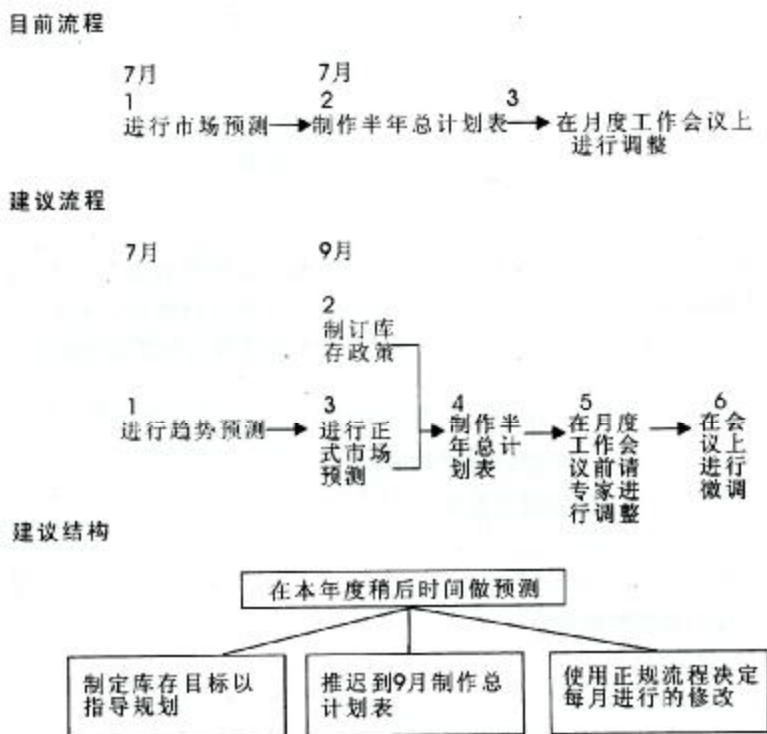 目前流程
7月 7月
1 2 3
进行市场预测 制作半年总计划表 在月度工作会议上
进行调整
建议流程
7月 9月
2
制订库
存政策
1
进行趋势预测
3
进行正
式市场
预测
4
制作半
年总计
划表
5
在月度
工作会
议前请
专家进
行调整
6
在会
议上
进行
微调
建议结构
在本年度稍后时间做预测
制定库存目标以
指导规划
推迟到9月制作总
计划表
使用正规流程决定
每月进行的修改